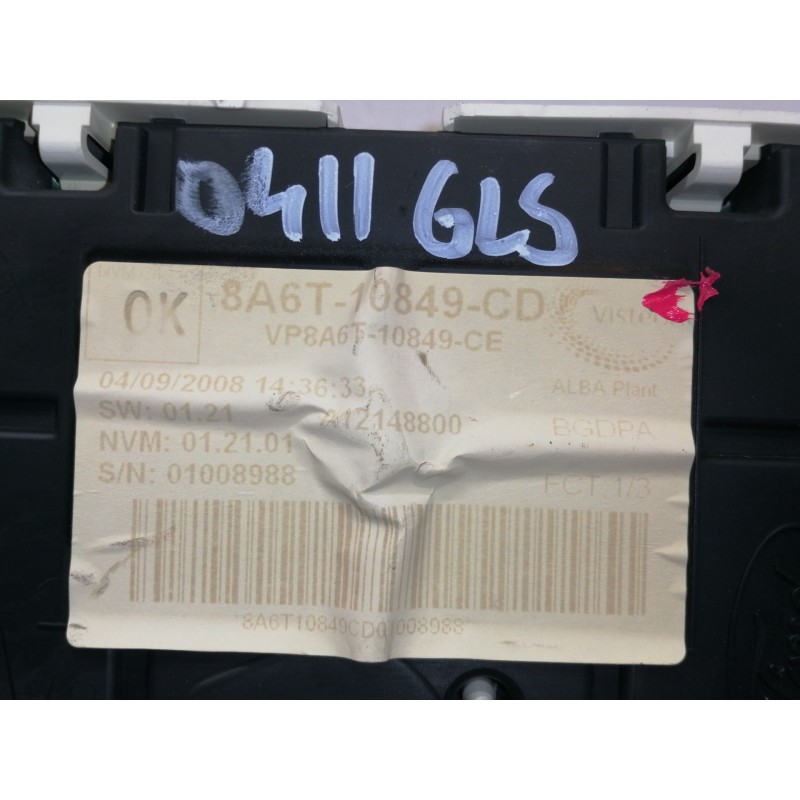 0411 GLS
OK
8A6T-10849-CD
VP8A6T-10849-CE
04/09/2008 14:36:33
ALBA Plant
SW: 01.21
A12148800
BGDPA
NVM: 01.21.01
S/N: 01008988
FCT 1/3
8A6T10849CD01008988